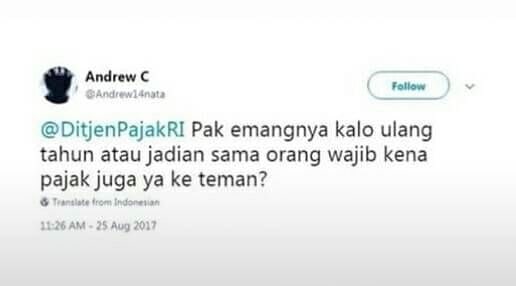 Andrew C
@Andrew14nata
Follow
@DitjenPajakRI Pak emangnya kalo ulang
tahun atau jadian sama orang wajib kena
pajak juga ya ke teman?
Translate from Indonesian
11:26 AM - 25 Aug 2017